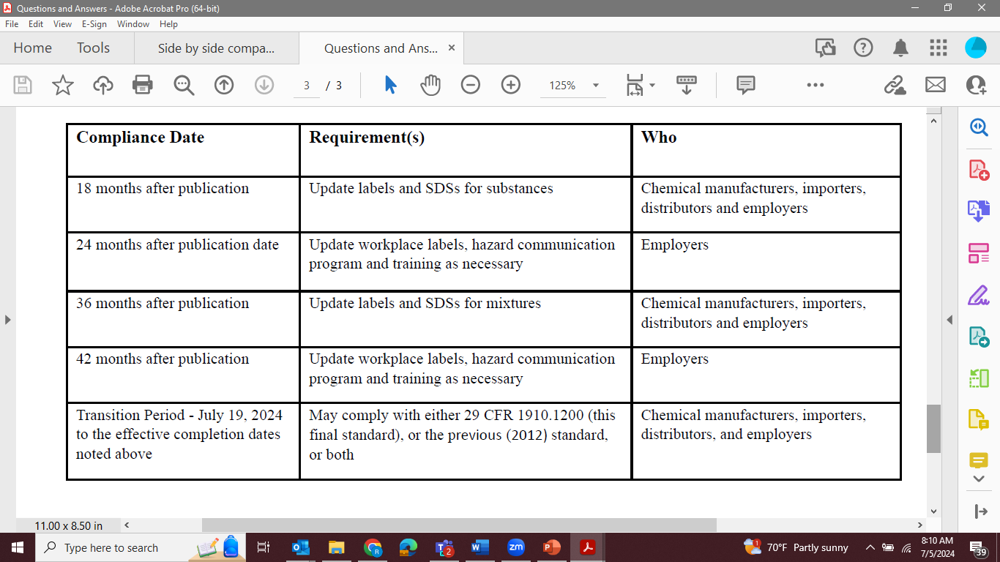 Questions and Answers - Adobe Acrobat Pro (64-bit)
File Edit View E-Sign Window Help
Home Tools Side by side compa... Questions and Ans... ×
3 / 3 125%
Compliance Date Requirement(s) Who
18 months after publication Update labels and SDSs for substances Chemical manufacturers, importers,
distributors and employers
24 months after publication date Update workplace labels, hazard communication Employers
program and training as necessary
36 months after publication Update labels and SDSs for mixtures Chemical manufacturers, importers,
distributors and employers
42 months after publication Update workplace labels, hazard communication Employers
program and training as necessary
Transition Period - July 19, 2024 May comply with either 29 CFR 1910.1200 (this Chemical manufacturers, importers,
to the effective completion dates final standard), or the previous (2012) standard, distributors, and employers
noted above or both
11.00 x 8.50 in
Type here to search 2 70°F Partly sunny 8:10 AM
7/5/2024 39